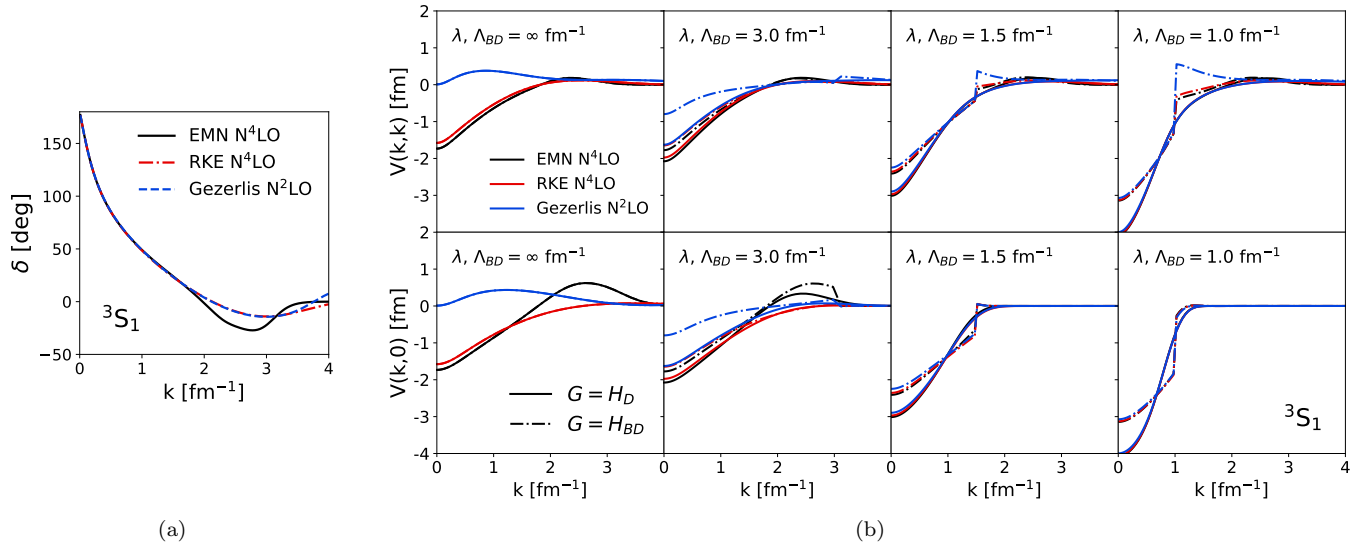 δ [deg]
150
100
50
0
−50
0
1
2
3
4
k [fm⁻¹]
EMN N⁴LO
RKE N⁴LO
Gezerlis N²LO
³S₁
(a)
V(k,k) [fm]
2
1
0
-1
-2
-3
λ, Λ_BD = ∞ fm⁻¹
λ, Λ_BD = 3.0 fm⁻¹
λ, Λ_BD = 1.5 fm⁻¹
λ, Λ_BD = 1.0 fm⁻¹
EMN N⁴LO
RKE N⁴LO
Gezerlis N²LO
V(k,0) [fm]
2
1
0
-1
-2
-3
-4
λ, Λ_BD = ∞ fm⁻¹
λ, Λ_BD = 3.0 fm⁻¹
λ, Λ_BD = 1.5 fm⁻¹
λ, Λ_BD = 1.0 fm⁻¹
G = H_D
G = H_BD
³S₁
0 1 2 3 0 1 2 3 0 1 2 3 0 1 2 3 4
k [fm⁻¹] k [fm⁻¹] k [fm⁻¹] k [fm⁻¹]
(b)